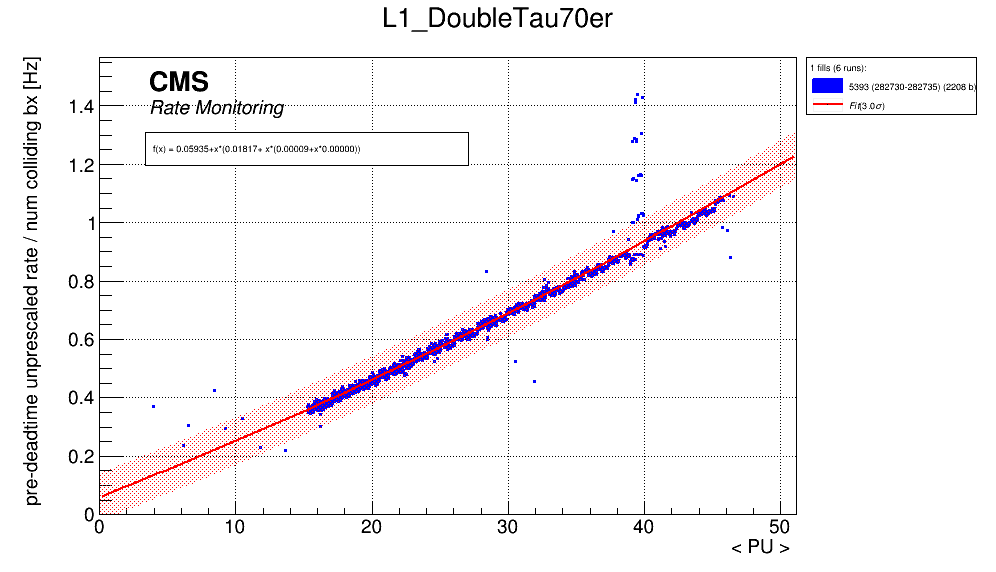 L1_DoubleTau70er
pre-deadtime unprescaled rate / num colliding bx [Hz]
CMS
Rate Monitoring
f(x) = 0.05935+x*(0.01817+ x*(0.00009+x*0.00000))
1 fills (6 runs):
5393 (282730-282735) (2208 b)
Fit(3.0σ)
1.4
1.2
1
0.8
0.6
0.4
0.2
0
0 10 20 30 40 50
< PU >